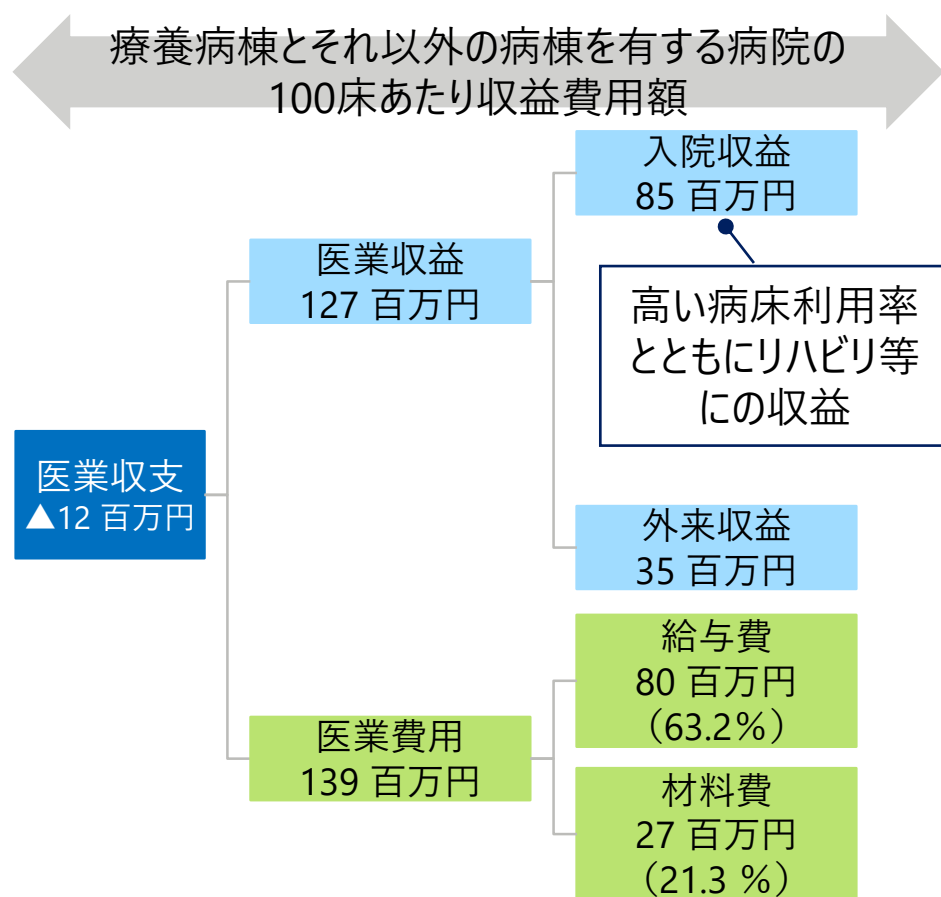 療養病棟とそれ以外の病棟を有する病院の
100床あたり収益費用額
入院収益
85 百万円
医業収益
127 百万円
高い病床利用率
とともにリハビリ等
にの収益
医業収支
▲12 百万円
外来収益
35 百万円
給与費
80 百万円
（63.2％）
医業費用
139 百万円
材料費
27 百万円
（21.3 ％）